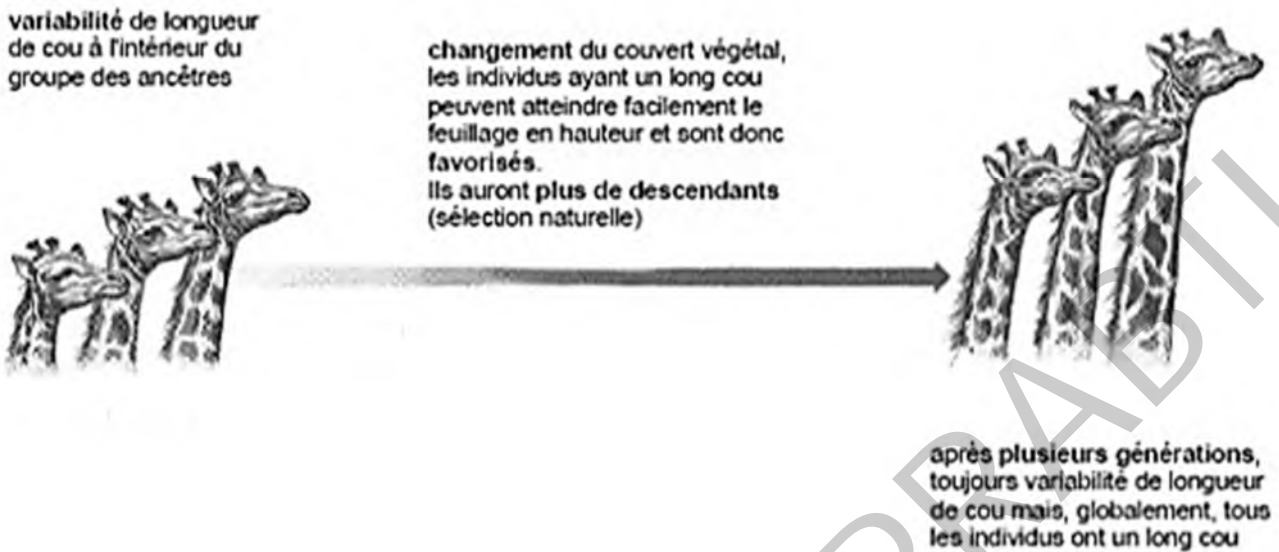 variabilité de longueur
de cou à l'intérieur du
groupe des ancêtres
changement du couvert végétal,
les individus ayant un long cou
peuvent atteindre facilement le
feuillage en hauteur et sont donc
favorisés.
Ils auront plus de descendants
(sélection naturelle)
après plusieurs générations,
toujours variabilité de longueur
de cou mais, globalement, tous
les individus ont un long cou
PRABTI